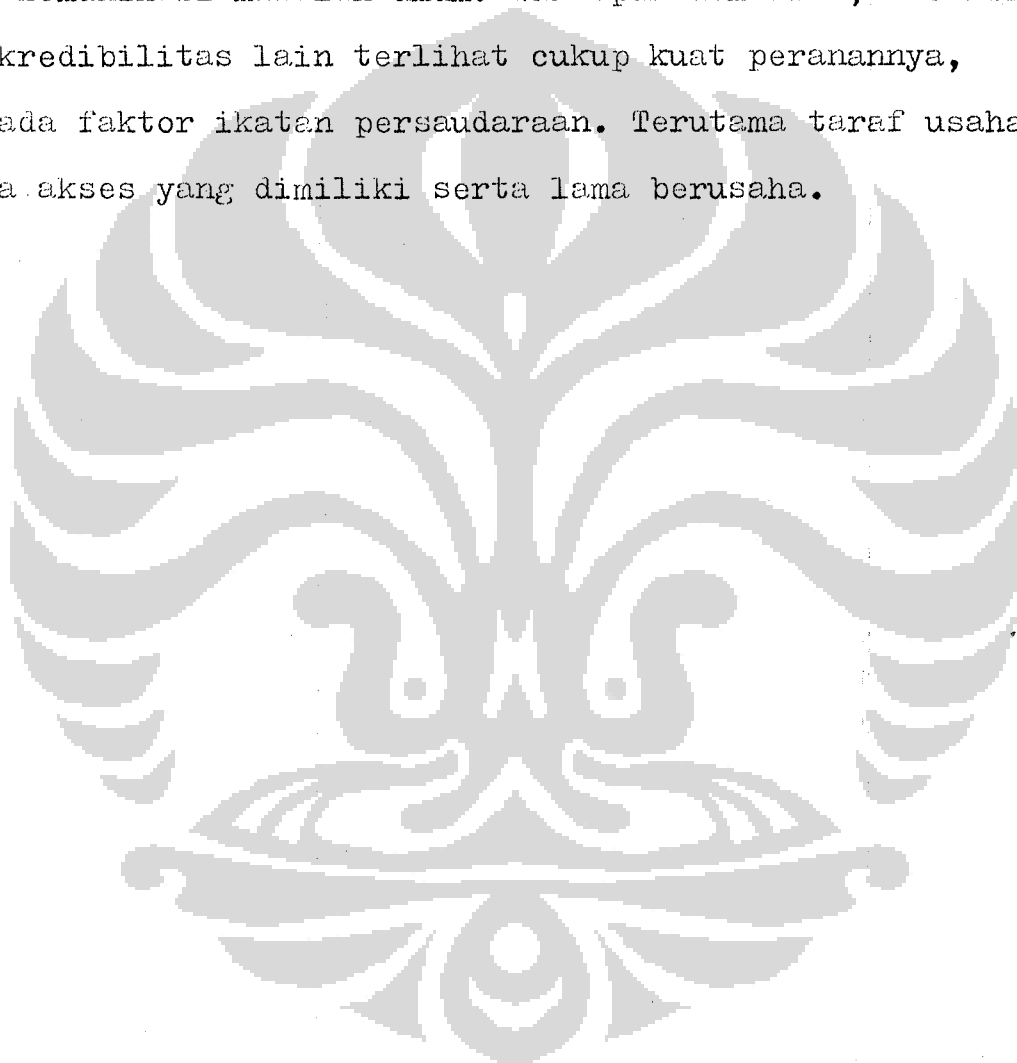 kredibilitas lain terlihat cukup kuat peranannya,
ada faktor ikatan persaudaraan. Terutama taraf usaha
a akses yang dimiliki serta lama berusaha.